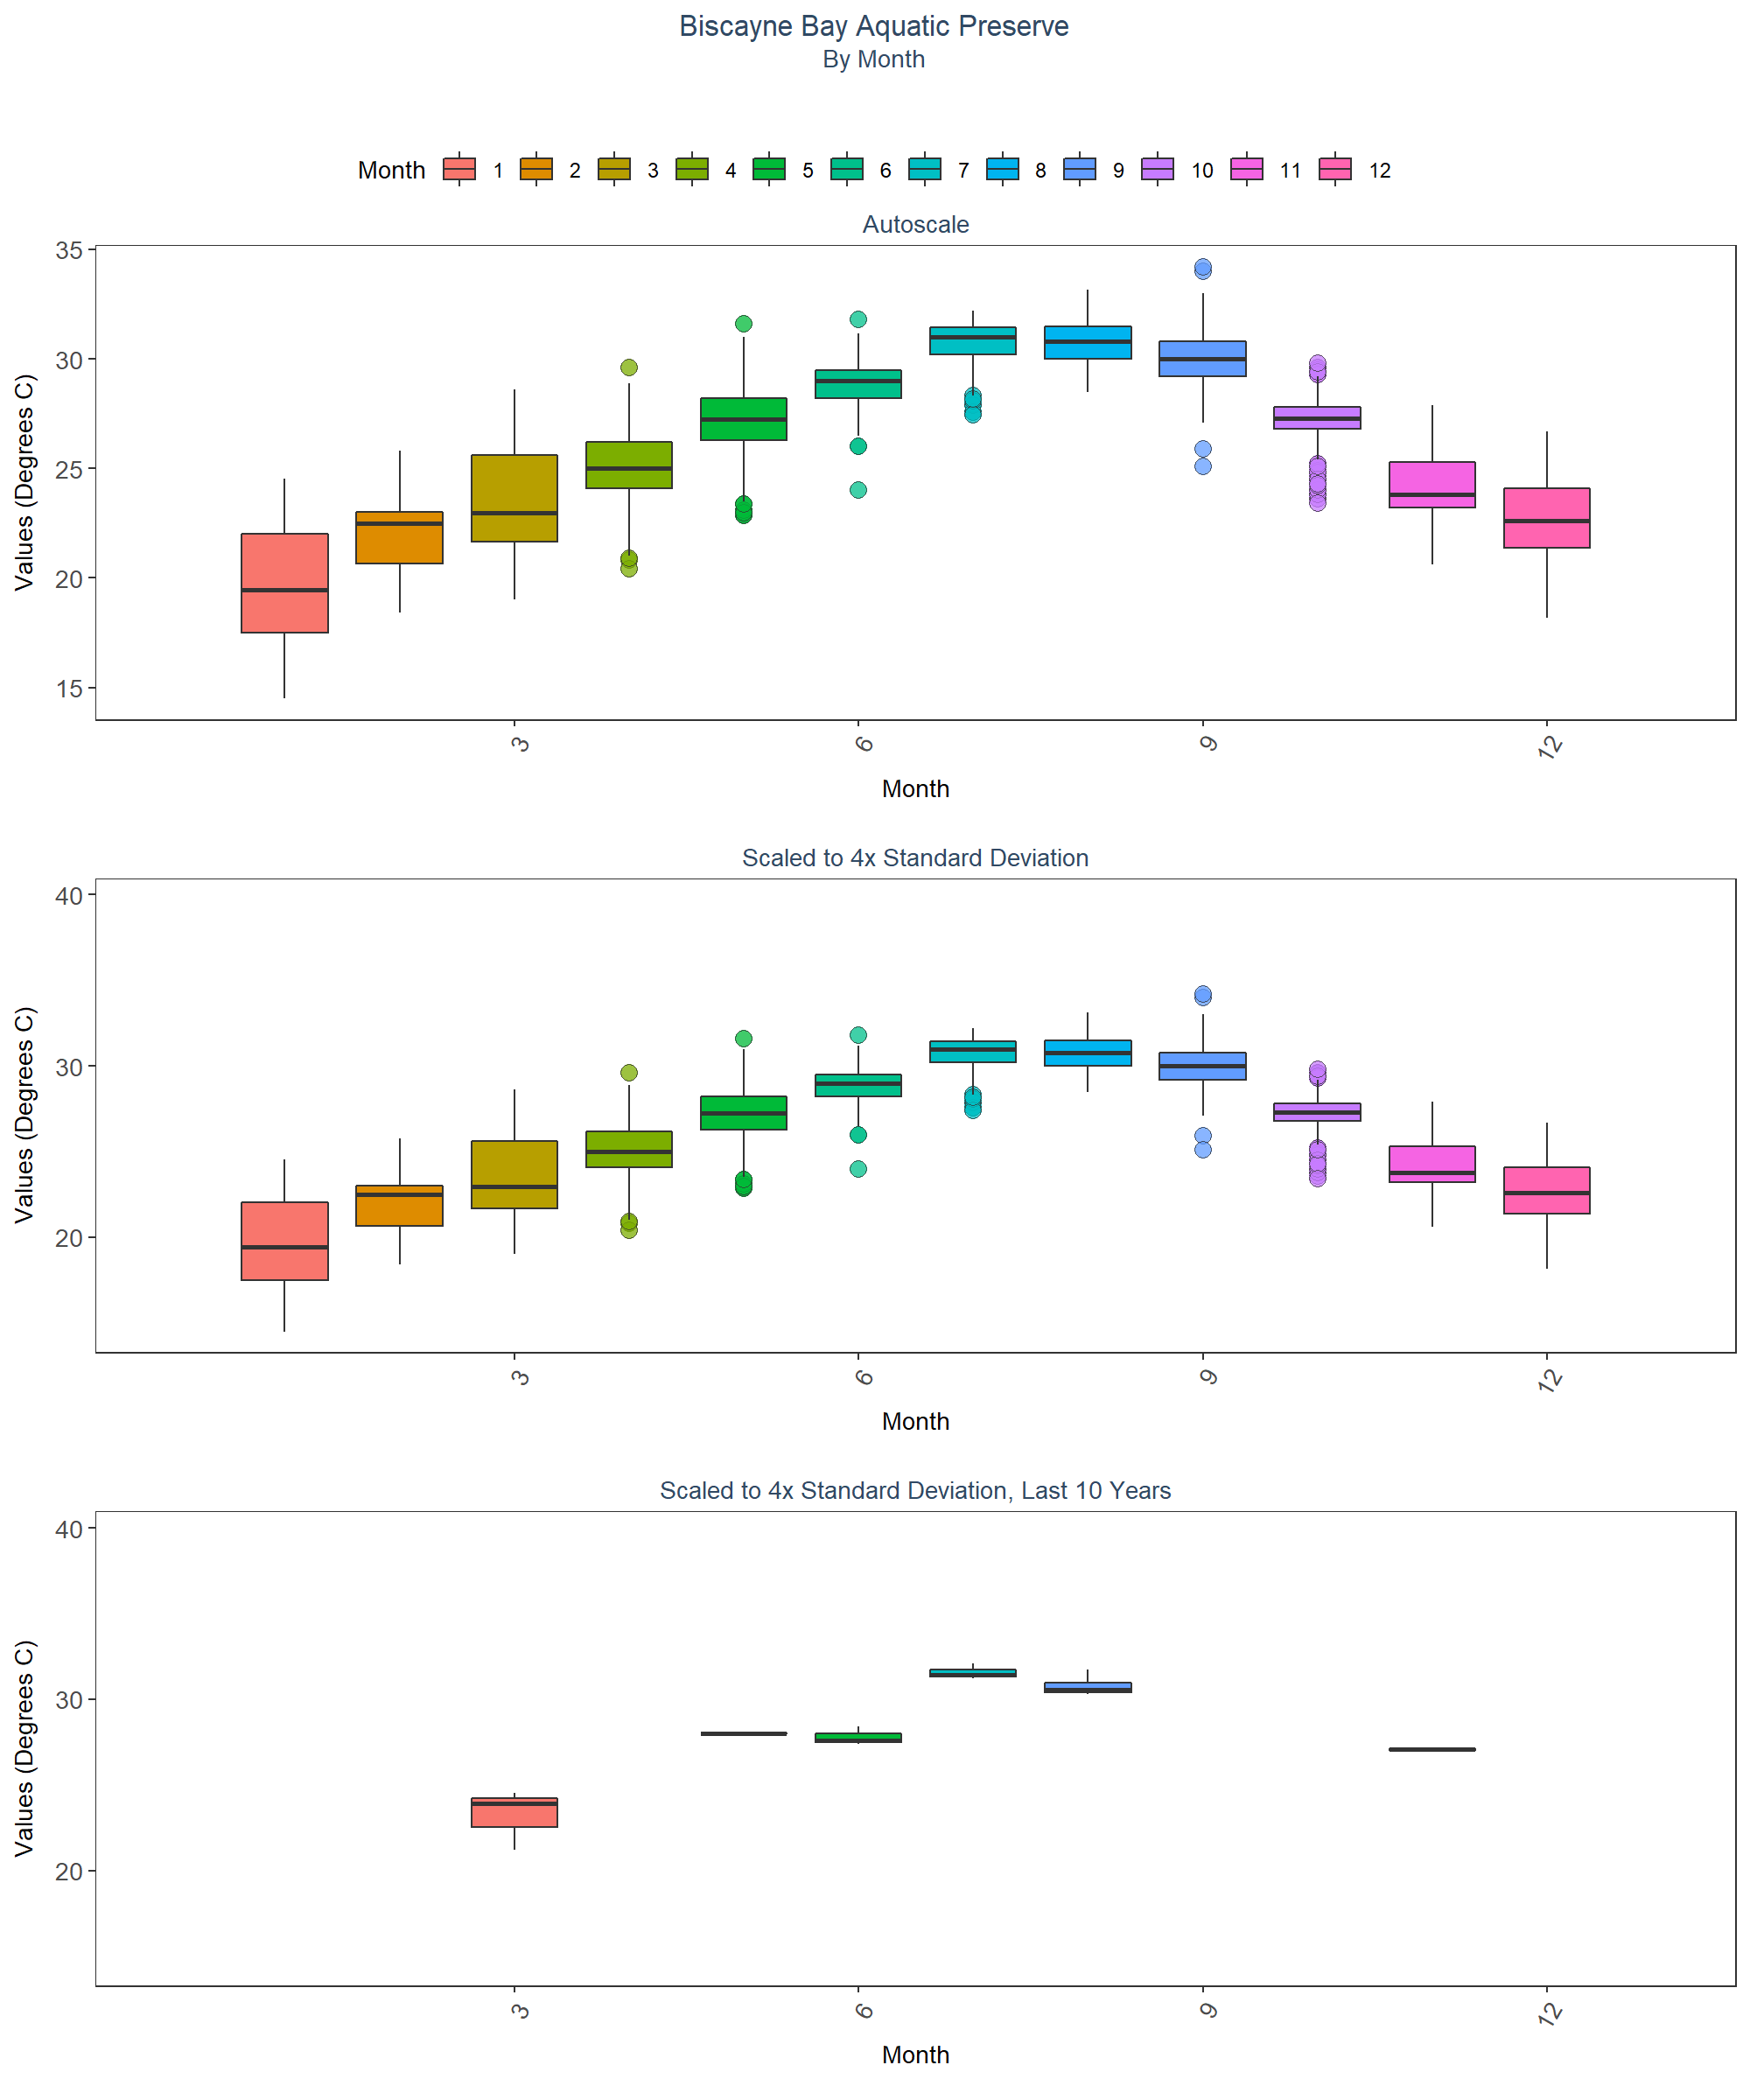 Biscayne Bay Aquatic Preserve
By Month
Month 1 2 3 4 5 6 7 8 9 10 11 12
Autoscale
Values (Degrees C)
35
30
25
20
15
3 6 9 12
Month
Scaled to 4x Standard Deviation
Values (Degrees C)
40
30
20
3 6 9 12
Month
Scaled to 4x Standard Deviation, Last 10 Years
Values (Degrees C)
40
30
20
3 6 9 12
Month